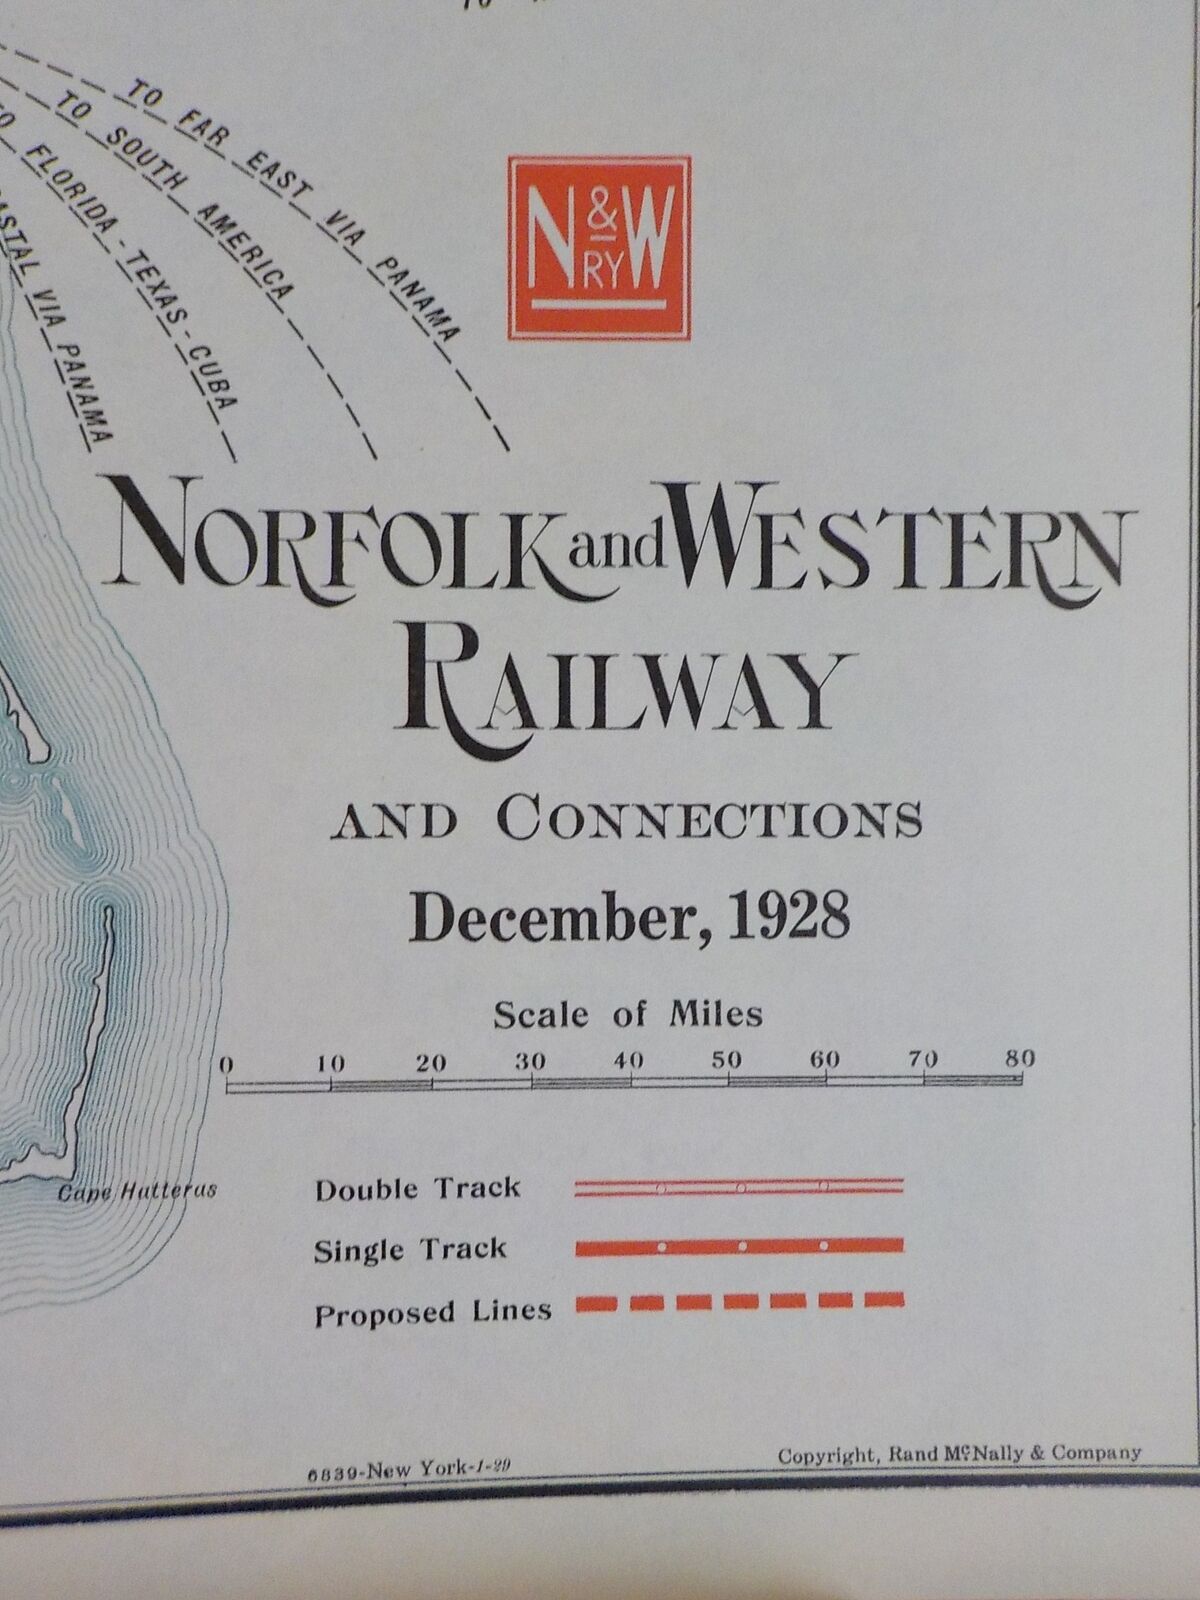 TO FAR EAST VIA PANAMA
TO SOUTH AMERICA
TO FLORIDA-TEXAS-CUBA
VIA PANAMA
N&W
RY
NORFOLK and WESTERN
RAILWAY
AND CONNECTIONS
December, 1928
Scale of Miles
0 10 20 30 40 50 60 70 80
Cape Hatteras
Double Track
Single Track
Proposed Lines
6839-New York-1-29
Copyright, Rand McNally & Company